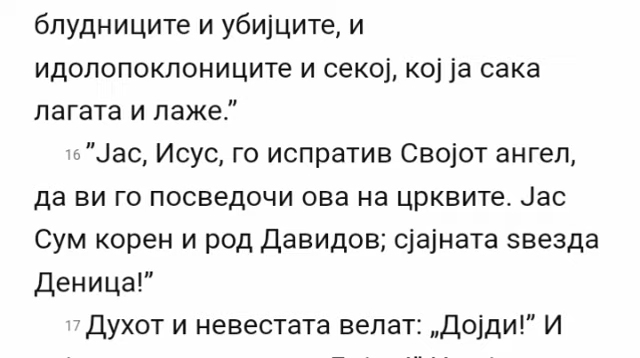 блудниците и убијците, и
идолопоклониците и секој, кој ја сака
лагата и лаже.”
16 ”Јас, Исус, го испратив Својот ангел,
да ви го посведочи ова на црквите. Јас
Сум корен и род Давидов; сјајната ѕвезда
Деница!”
17 Духот и невестата велат: „Дојди!” И